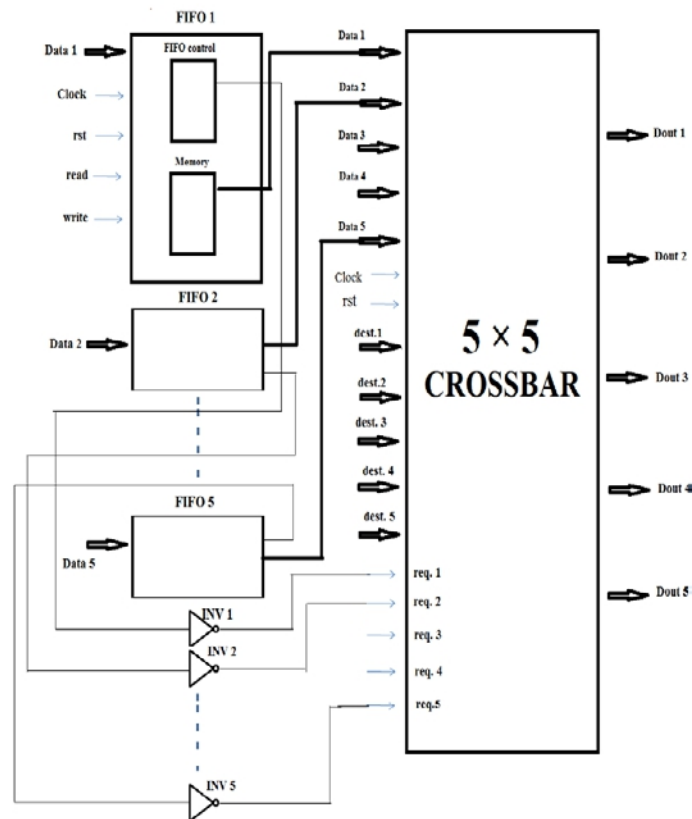 FIFO 1
Data 1
FIFO control
Clock
rst
read
write
Memory
FIFO 2
Data 2
FIFO 5
Data 5
INV 1
INV 2
INV 5
Data 1
Data 2
Data 3
Data 4
Data 5
Clock
rst
dest.1
dest.2
dest. 3
dest. 4
dest. 5
req. 1
req. 2
req. 3
req. 4
req.5
5 × 5
CROSSBAR
Dout 1
Dout 2
Dout 3
Dout 4
Dout 5